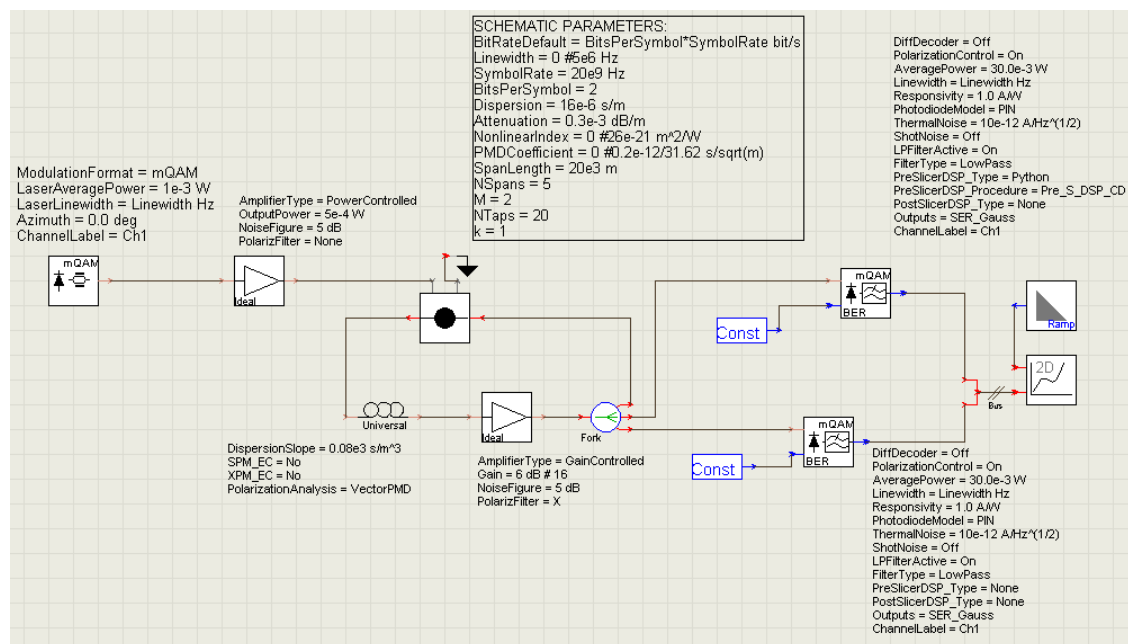 SCHEMATIC PARAMETERS:
BitRateDefault = BitsPerSymbol*SymbolRate bit/s
Linewidth = 0 #5e6 Hz
SymbolRate = 20e9 Hz
BitsPerSymbol = 2
Dispersion = 16e-6 s/m
Attenuation = 0.3e-3 dB/m
NonlinearIndex = 0 #26e-21 m^2/W
PMDCoefficient = 0 #0.2e-12/31.62 s/sqrt(m)
SpanLength = 20e3 m
NSpans = 5
M = 2
NTaps = 20
k = 1
DiffDecoder = Off
PolarizationControl = On
AveragePower = 30.0e-3 W
Linewidth = Linewidth Hz
Responsivity = 1.0 A/W
PhotodiodeModel = PIN
ThermalNoise = 10e-12 A/Hz^(1/2)
ShotNoise = Off
LPFilterActive = On
FilterType = LowPass
PreSlicerDSP_Type = Python
PreSlicerDSP_Procedure = Pre_S_DSP_CD
PostSlicerDSP_Type = None
Outputs = SER_Gauss
ChannelLabel = Ch1
ModulationFormat = mQAM
LaserAveragePower = 1e-3 W
LaserLinewidth = Linewidth Hz
Azimuth = 0.0 deg
ChannelLabel = Ch1
AmplifierType = PowerControlled
OutputPower = 5e-4 W
NoiseFigure = 5 dB
PolarizFilter = None
mQAM
Ideal
mQAM
BER
Const
Ramp
2D
Bus
Universal
Ideal
Fork
mQAM
BER
Const
DispersionSlope = 0.08e3 s/m^3
SPM_EC = No
XPM_EC = No
PolarizationAnalysis = VectorPMD
AmplifierType = GainControlled
Gain = 6 dB # 16
NoiseFigure = 5 dB
PolarizFilter = X
DiffDecoder = Off
PolarizationControl = On
AveragePower = 30.0e-3 W
Linewidth = Linewidth Hz
Responsivity = 1.0 A/W
PhotodiodeModel = PIN
ThermalNoise = 10e-12 A/Hz^(1/2)
ShotNoise = Off
LPFilterActive = On
FilterType = LowPass
PreSlicerDSP_Type = None
PostSlicerDSP_Type = None
Outputs = SER_Gauss
ChannelLabel = Ch1